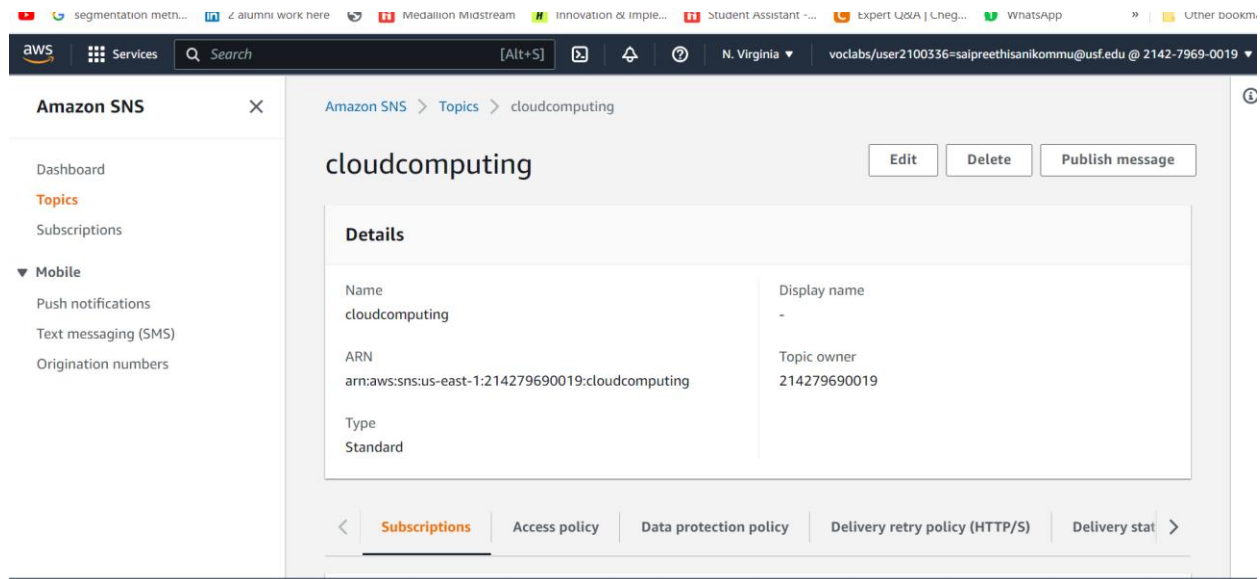 segmentation meth... 2 alumni work here Medallion Midstream Innovation & Imple... Student Assistant -... Expert Q&A | Cheg... WhatsApp » Other bookma
aws Services Search [Alt+S] N. Virginia ▼ voclabs/user2100336=saipreethisanikommu@usf.edu @ 2142-7969-0019 ▼
Amazon SNS
Dashboard
Topics
Subscriptions
Mobile
Push notifications
Text messaging (SMS)
Origination numbers
Amazon SNS > Topics > cloudcomputing
cloudcomputing Edit Delete Publish message
Details
Name
cloudcomputing
ARN
arn:aws:sns:us-east-1:214279690019:cloudcomputing
Type
Standard
Display name
-
Topic owner
214279690019
Subscriptions Access policy Data protection policy Delivery retry policy (HTTP/S) Delivery stat